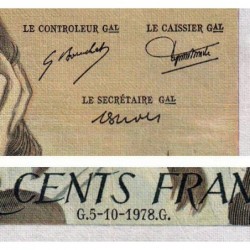 LE CONTROLEUR GAL LE CAISSIER GAL
LE SECRÉTAIRE GAL
CENTS FRAN
G.5-10-1978.G.